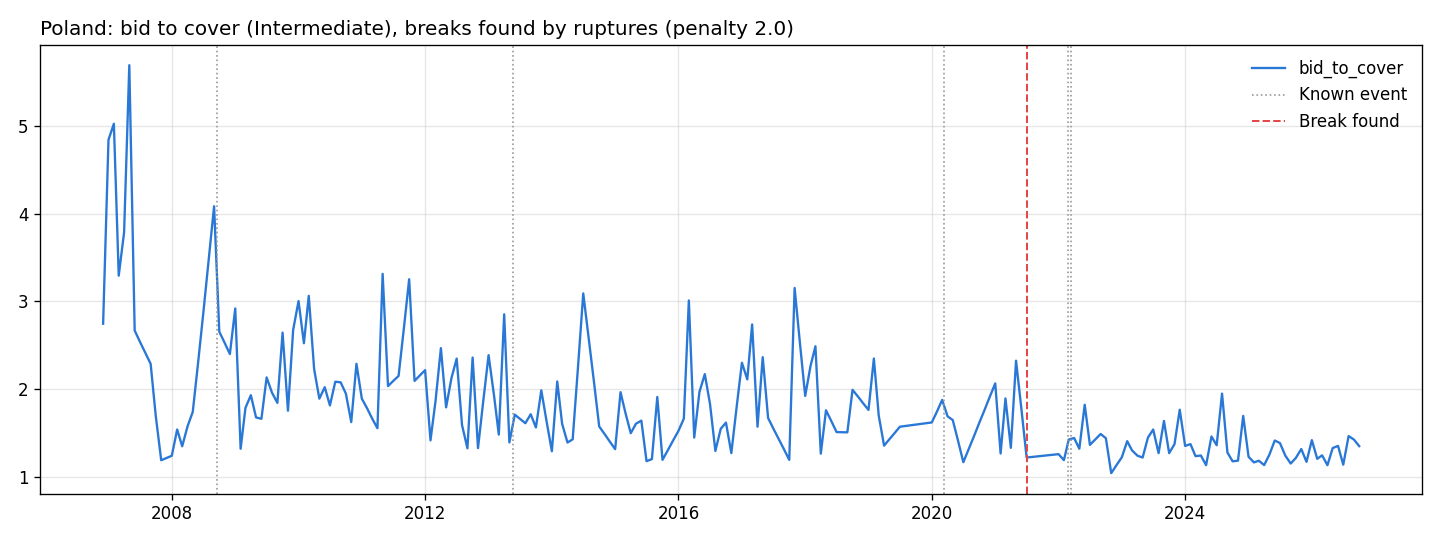 Poland: bid to cover (Intermediate), breaks found by ruptures (penalty 2.0)
bid_to_cover
Known event
Break found
5
4
3
2
1
2008
2012
2016
2020
2024